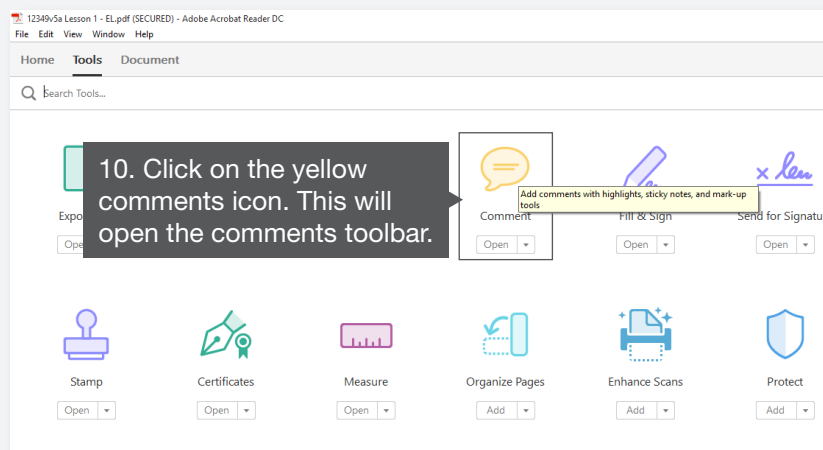 12349v5a Lesson 1 - EL.pdf (SECURED) - Adobe Acrobat Reader DC
File Edit View Window Help
Home Tools Document
Search Tools...
10. Click on the yellow
comments icon. This will
open the comments toolbar.
Add comments with highlights, sticky notes, and mark-up
tools
Expo
Comment
Fill & Sign
Send for Signatu
Ope
Open
Open
Open
Stamp
Certificates
Measure
Organize Pages
Enhance Scans
Protect
Open
Open
Open
Add
Add
Add